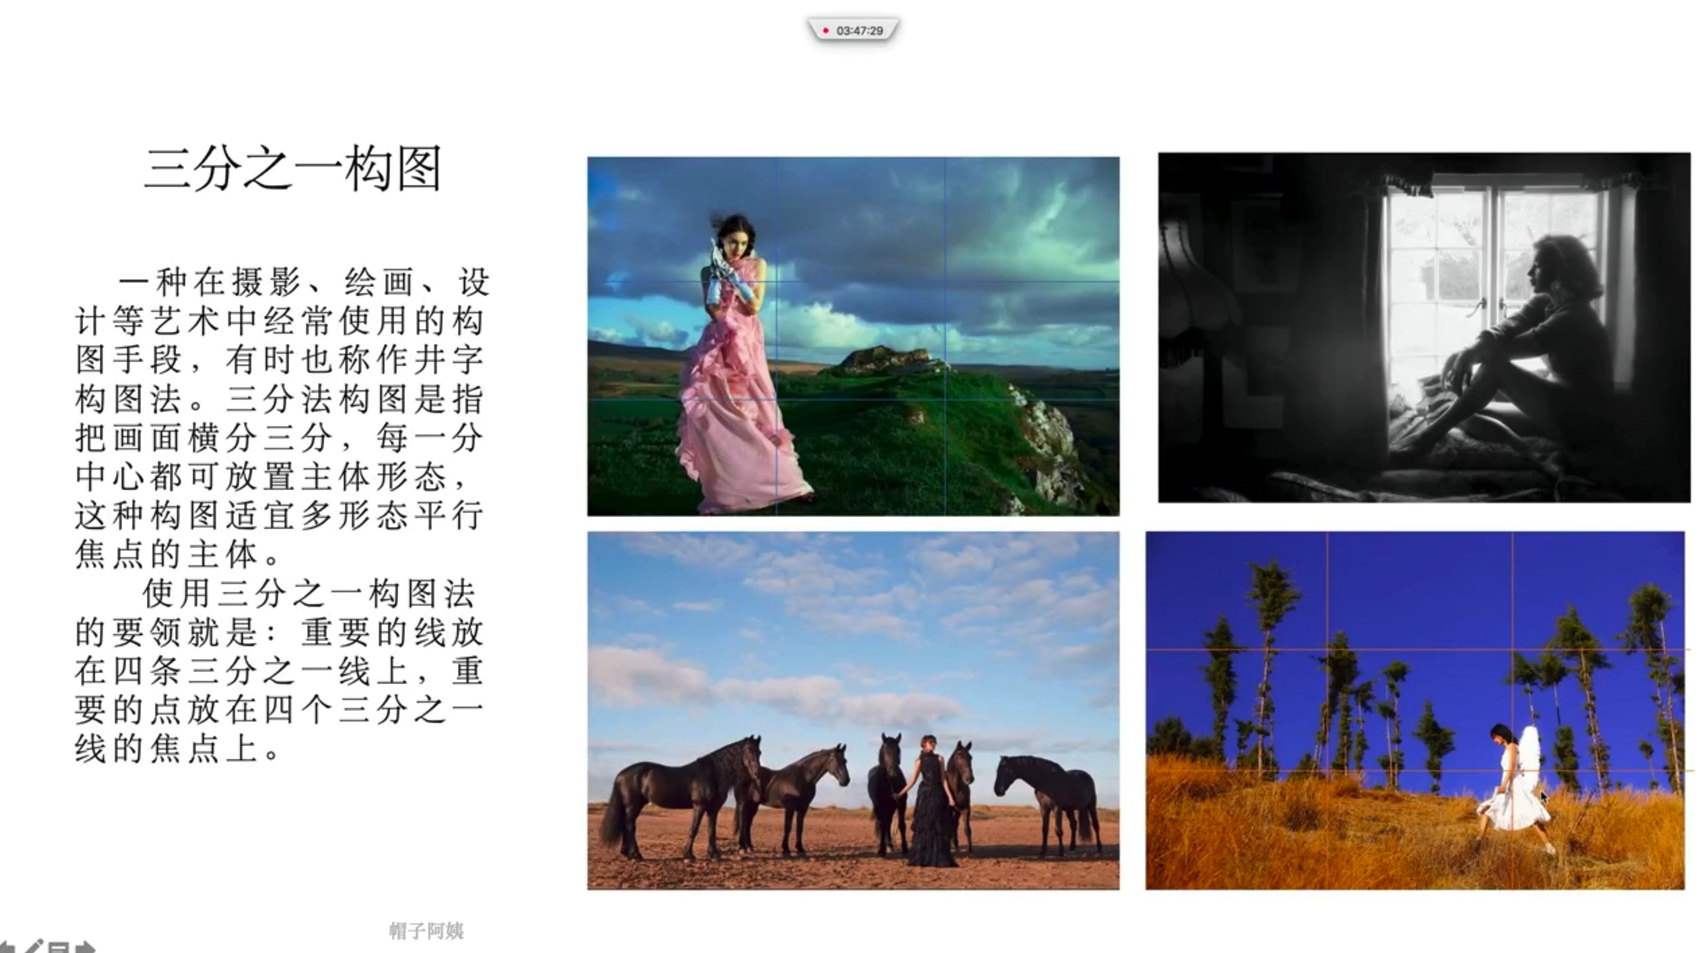 03:47:29
三分之一构图
一种在摄影、绘画、设
计等艺术中经常使用的构
图手段，有时也称作井字
构图法。三分法构图是指
把画面横分三分，每一分
中心都可放置主体形态，
这种构图适宜多形态平行
焦点的主体。
使用三分之一构图法
的要领就是：重要的线放
在四条三分之一线上，重
要的点放在四个三分之一
线的焦点上。
帽子阿姨